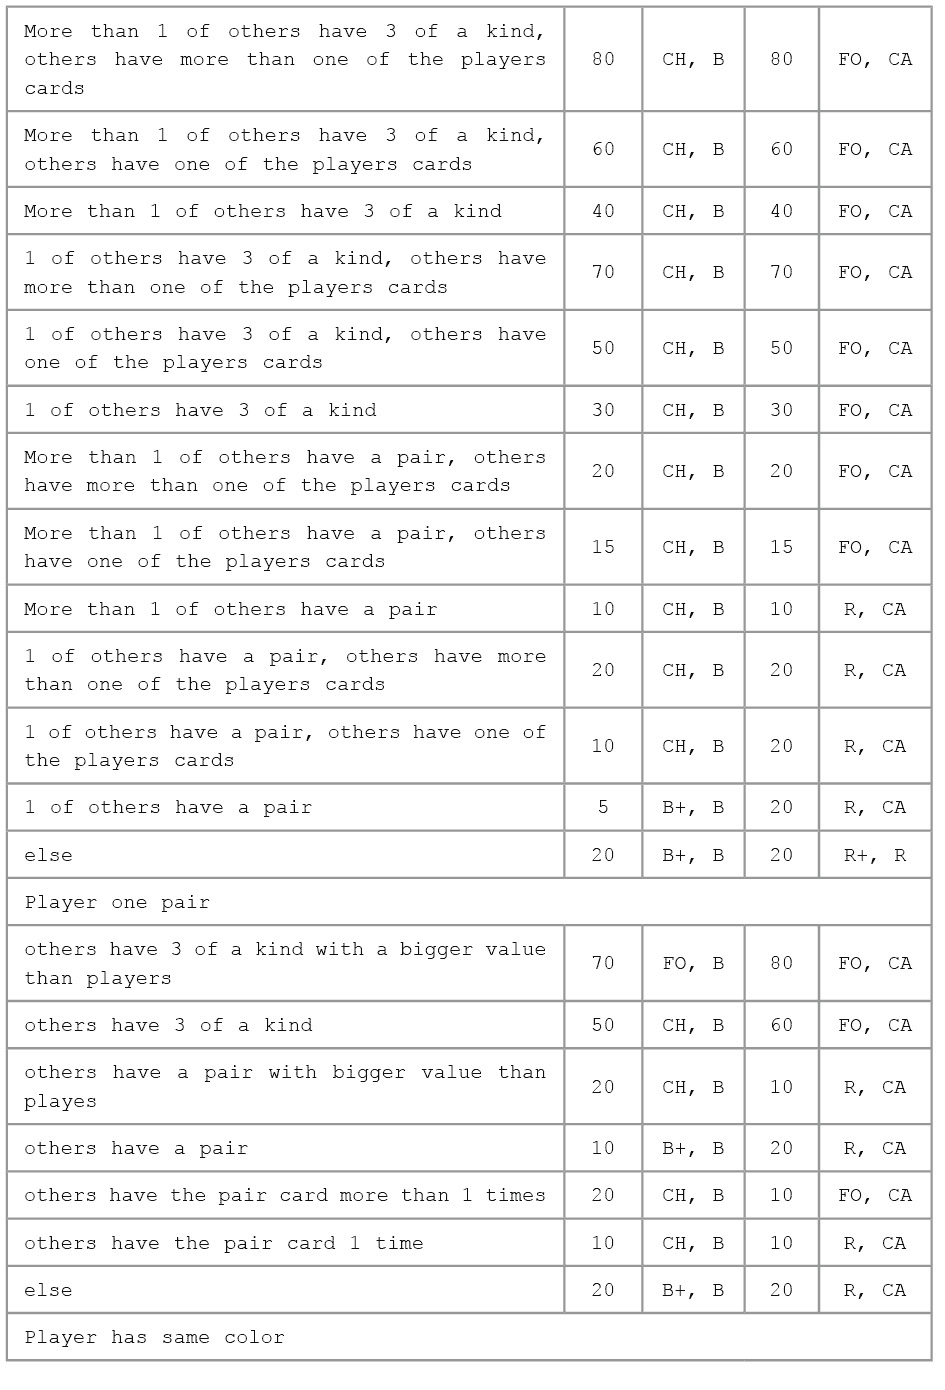 More than 1 of others have 3 of a kind,
others have more than one of the players
cards
80 CH, B 80 FO, CA
More than 1 of others have 3 of a kind,
others have one of the players cards
60 CH, B 60 FO, CA
More than 1 of others have 3 of a kind 40 CH, B 40 FO, CA
1 of others have 3 of a kind, others have
more than one of the players cards
70 CH, B 70 FO, CA
1 of others have 3 of a kind, others have
one of the players cards
50 CH, B 50 FO, CA
1 of others have 3 of a kind 30 CH, B 30 FO, CA
More than 1 of others have a pair, others
have more than one of the players cards
20 CH, B 20 FO, CA
More than 1 of others have a pair, others
have one of the players cards
15 CH, B 15 FO, CA
More than 1 of others have a pair 10 CH, B 10 R, CA
1 of others have a pair, others have more
than one of the players cards
20 CH, B 20 R, CA
1 of others have a pair, others have one of
the players cards
10 CH, B 20 R, CA
1 of others have a pair 5 B+, B 20 R, CA
else 20 B+, B 20 R+, R
Player one pair
others have 3 of a kind with a bigger value
than players
70 FO, B 80 FO, CA
others have 3 of a kind 50 CH, B 60 FO, CA
others have a pair with bigger value than
playes
20 CH, B 10 R, CA
others have a pair 10 B+, B 20 R, CA
others have the pair card more than 1 times 20 CH, B 10 FO, CA
others have the pair card 1 time 10 CH, B 10 R, CA
else 20 B+, B 20 R, CA
Player has same color